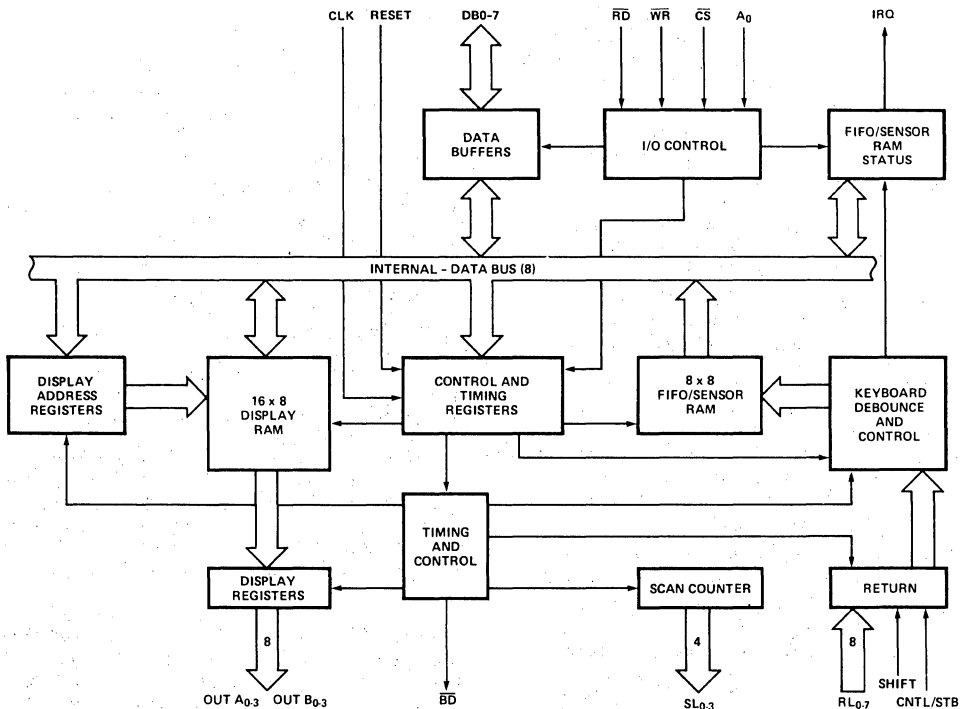 CLK RESET DB0-7 RD WR CS A0 IRQ
DATA
BUFFERS
I/O CONTROL
FIFO/SENSOR
RAM
STATUS
INTERNAL - DATA BUS (8)
DISPLAY
ADDRESS
REGISTERS
16 x 8
DISPLAY
RAM
CONTROL AND
TIMING
REGISTERS
8 x 8
FIFO/SENSOR
RAM
KEYBOARD
DEBOUNCE
AND
CONTROL
TIMING
AND
CONTROL
DISPLAY
REGISTERS
SCAN COUNTER
RETURN
8
4
8
OUT A0-3 OUT B0-3
BD
SL0-3
RL0-7
SHIFT
CNTL/STB